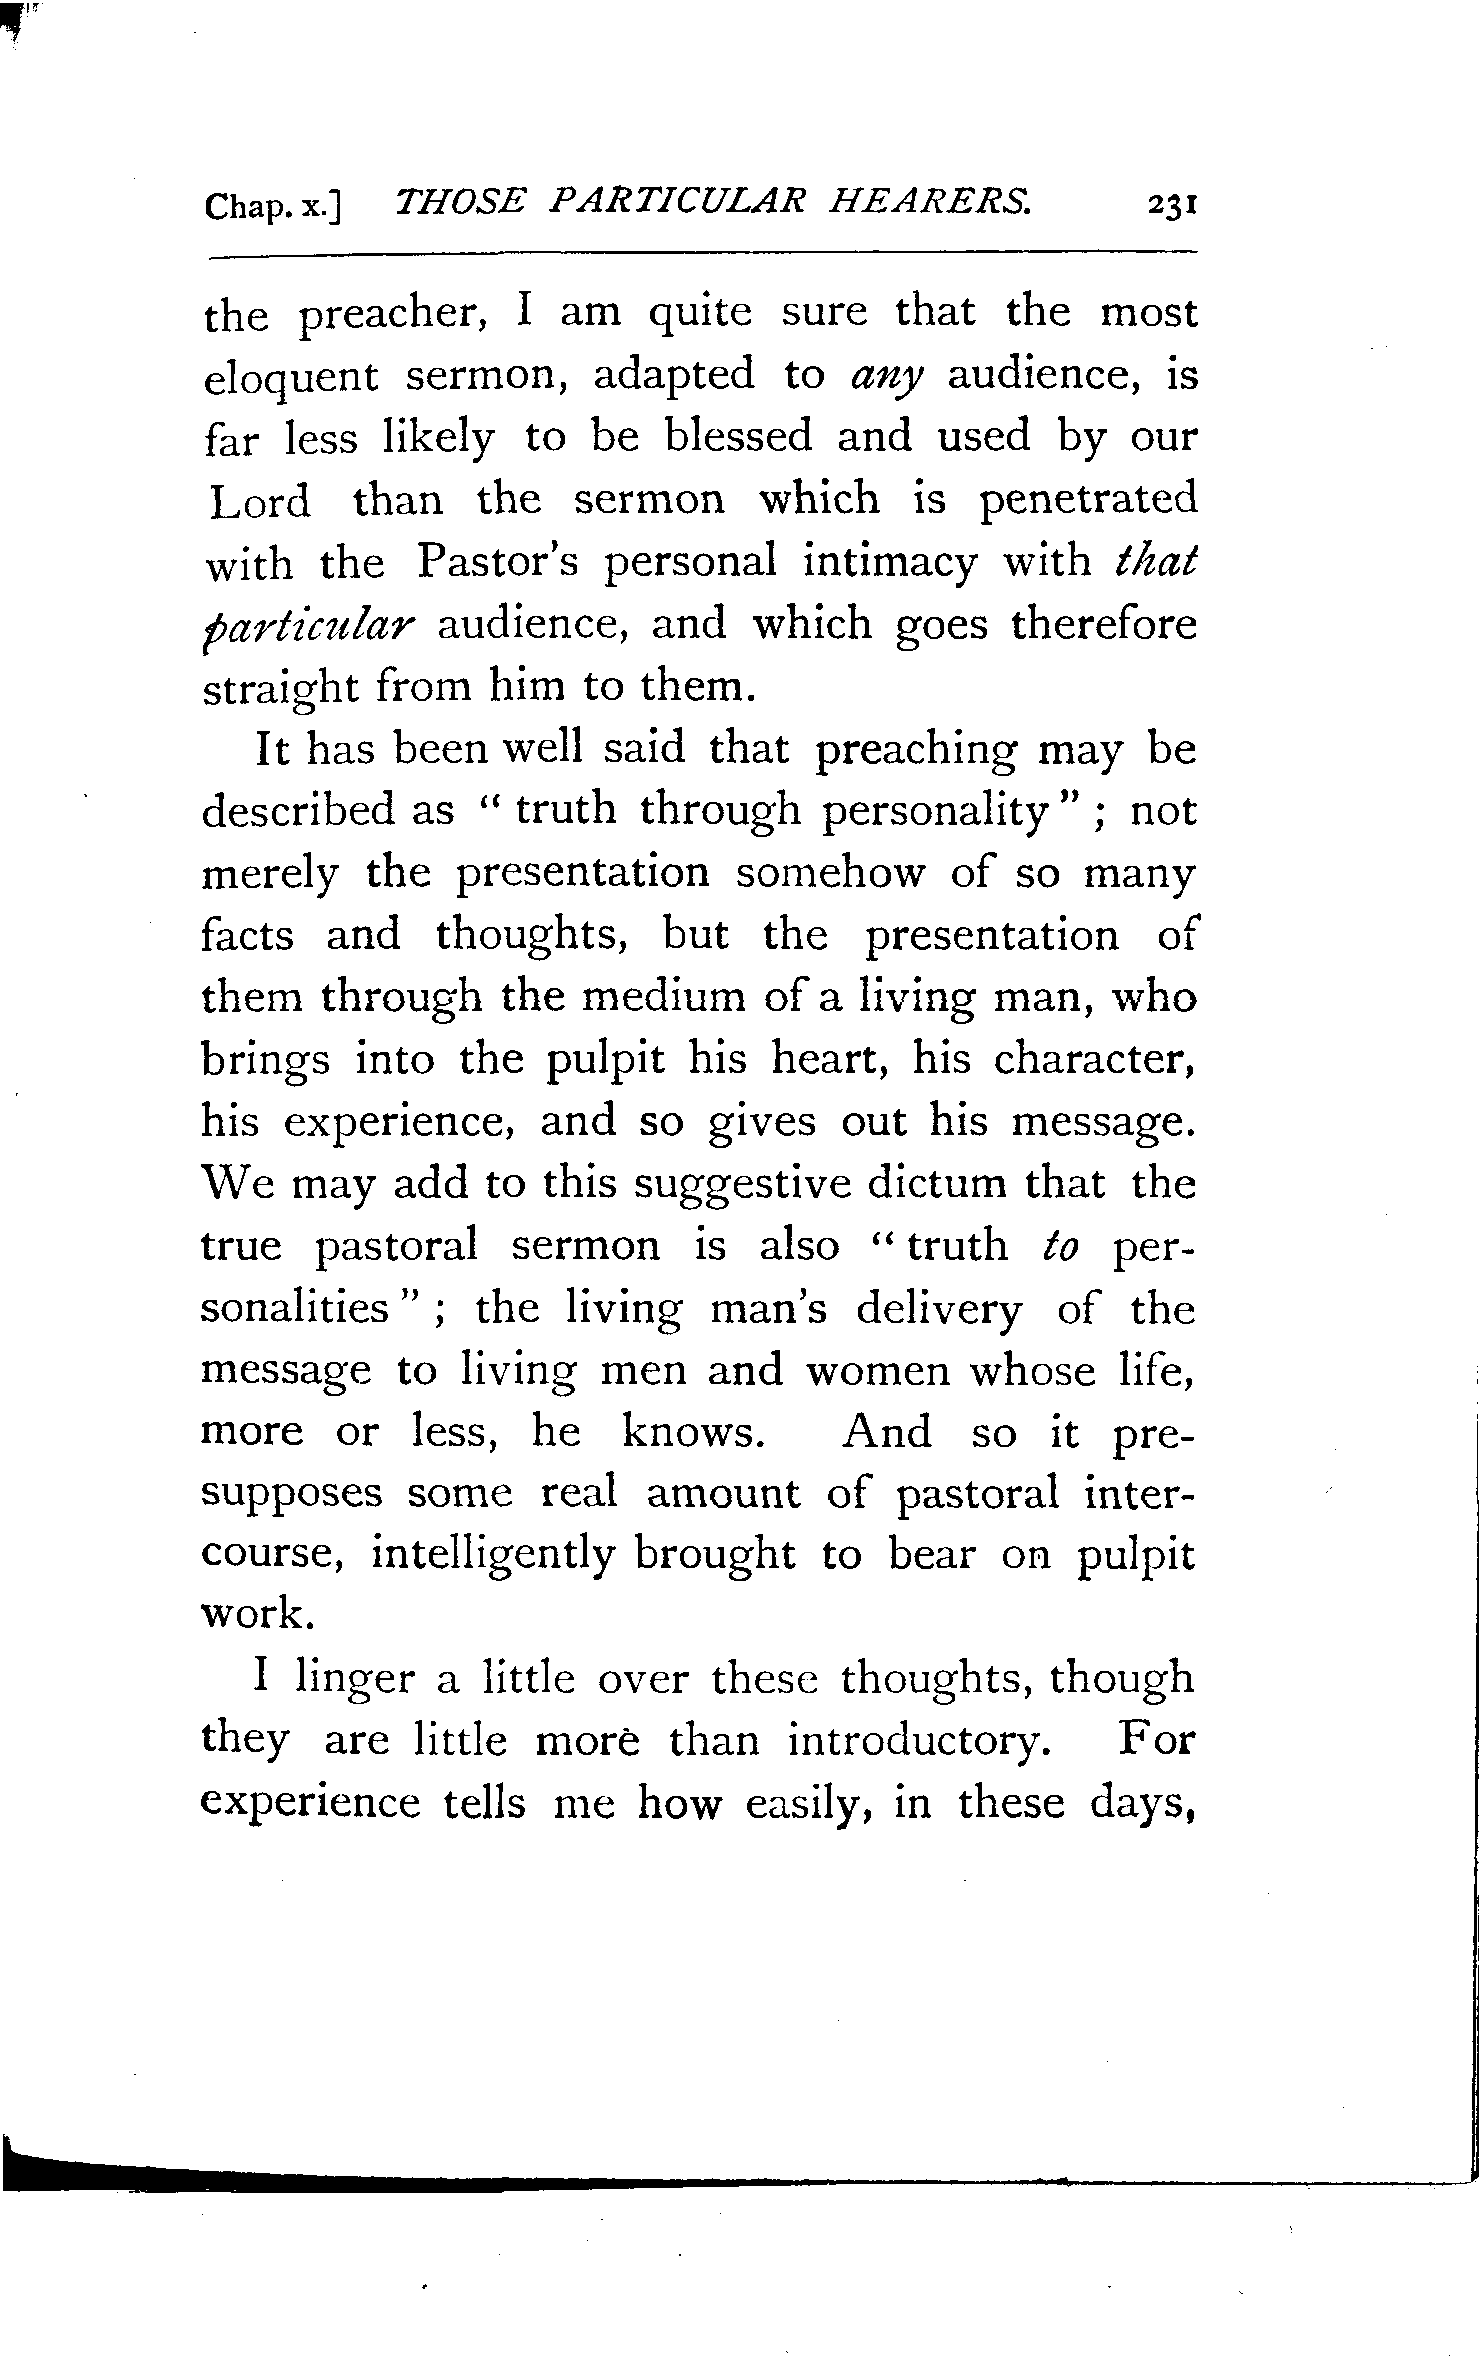 Chap. x.] THOSE PARTICULAR HEARERS. 231
the preacher, I am quite sure that the most
eloquent sermon, adapted to any audience, is
far less likely to be blessed and used by our
Lord than the sermon which is penetrated
with the Pastor's personal intimacy with that
particular audience, and which goes therefore
straight from him to them.
It has been well said that preaching may be
described as “ truth through personality ” ; not
merely the presentation somehow of so many
facts and thoughts, but the presentation of
them through the medium of a living man, who
brings into the pulpit his heart, his character,
his experience, and so gives out his message.
We may add to this suggestive dictum that the
true pastoral sermon is also “ truth to per-
sonalities ” ; the living man's delivery of the
message to living men and women whose life,
more or less, he knows. And so it pre-
supposes some real amount of pastoral inter-
course, intelligently brought to bear on pulpit
work.
I linger a little over these thoughts, though
they are little more than introductory. For
experience tells me how easily, in these days,